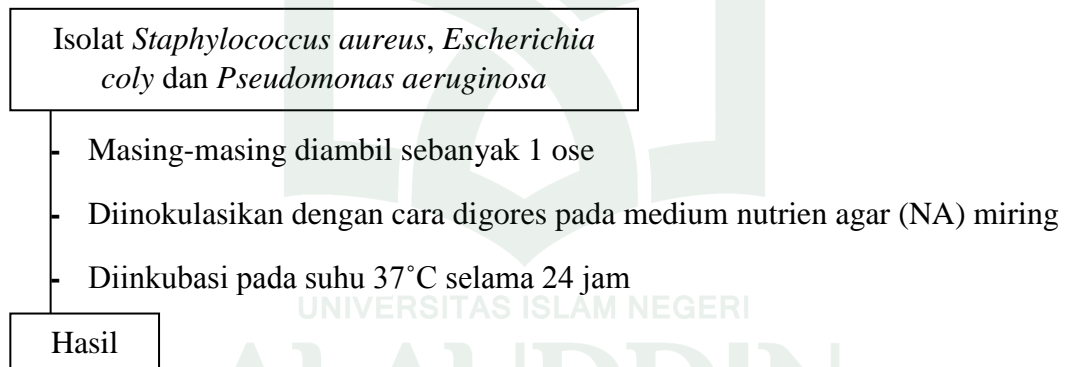 Isolat Staphylococcus aureus, Escherichia
coly dan Pseudomonas aeruginosa
- Masing-masing diambil sebanyak 1 ose
- Diinokulasikan dengan cara digores pada medium nutrien agar (NA) miring
- Diinkubasi pada suhu 37˚C selama 24 jam
UNIVERSITAS ISLAM NEGERI
Hasil
ALAUDDIN